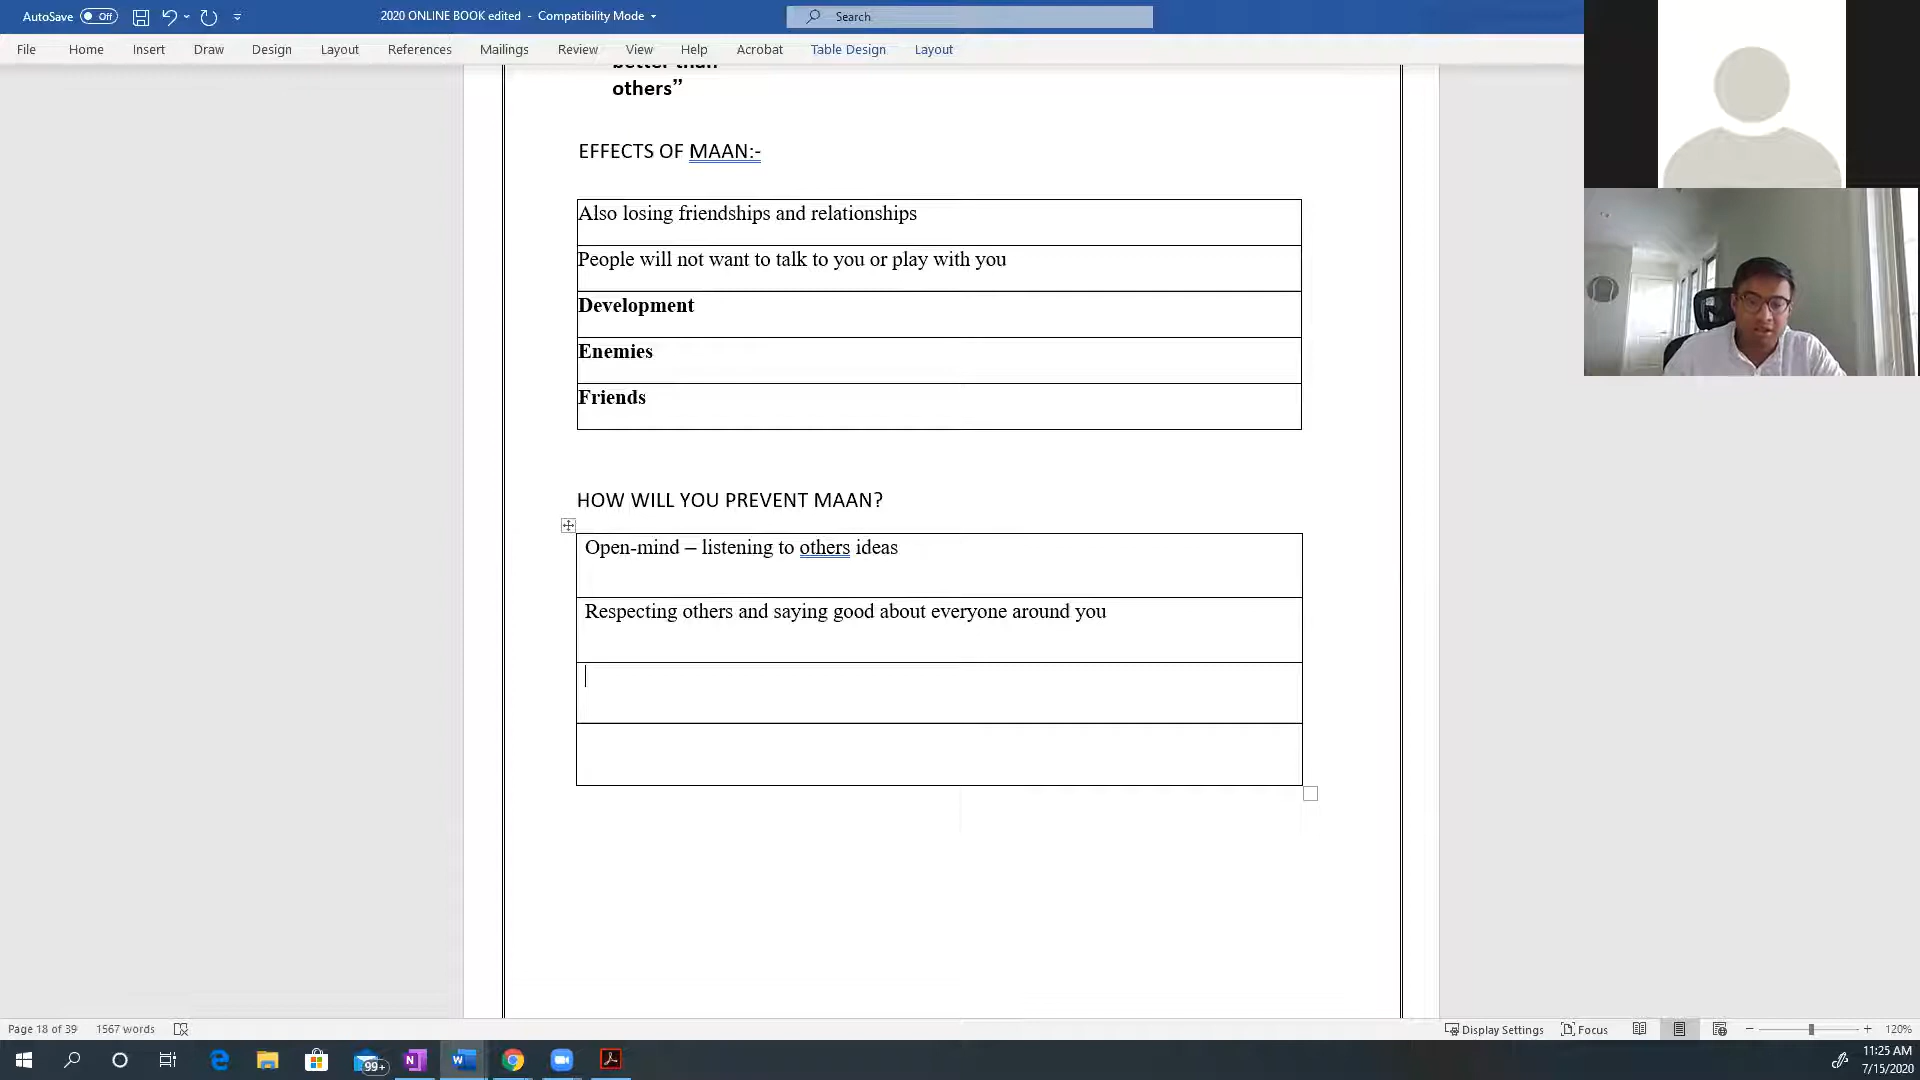 AutoSave Off 2020 ONLINE BOOK edited - Compatibility Mode Search
File Home Insert Draw Design Layout References Mailings Review View Help Acrobat Table Design Layout
better than
others”
EFFECTS OF MAAN:-
Also losing friendships and relationships
People will not want to talk to you or play with you
Development
Enemies
Friends
HOW WILL YOU PREVENT MAAN?
Open-mind – listening to others ideas
Respecting others and saying good about everyone around you
Page 18 of 39 1567 words Display Settings Focus 120%
99+ 11:25 AM
7/15/2020